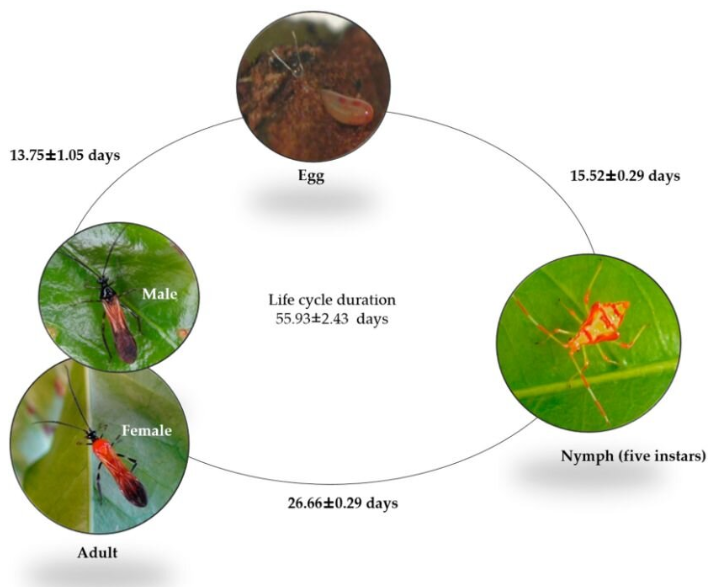 13.75±1.05 days
Egg
15.52±0.29 days
Male
Life cycle duration
55.93±2.43 days
Female
Nymph (five instars)
26.66±0.29 days
Adult